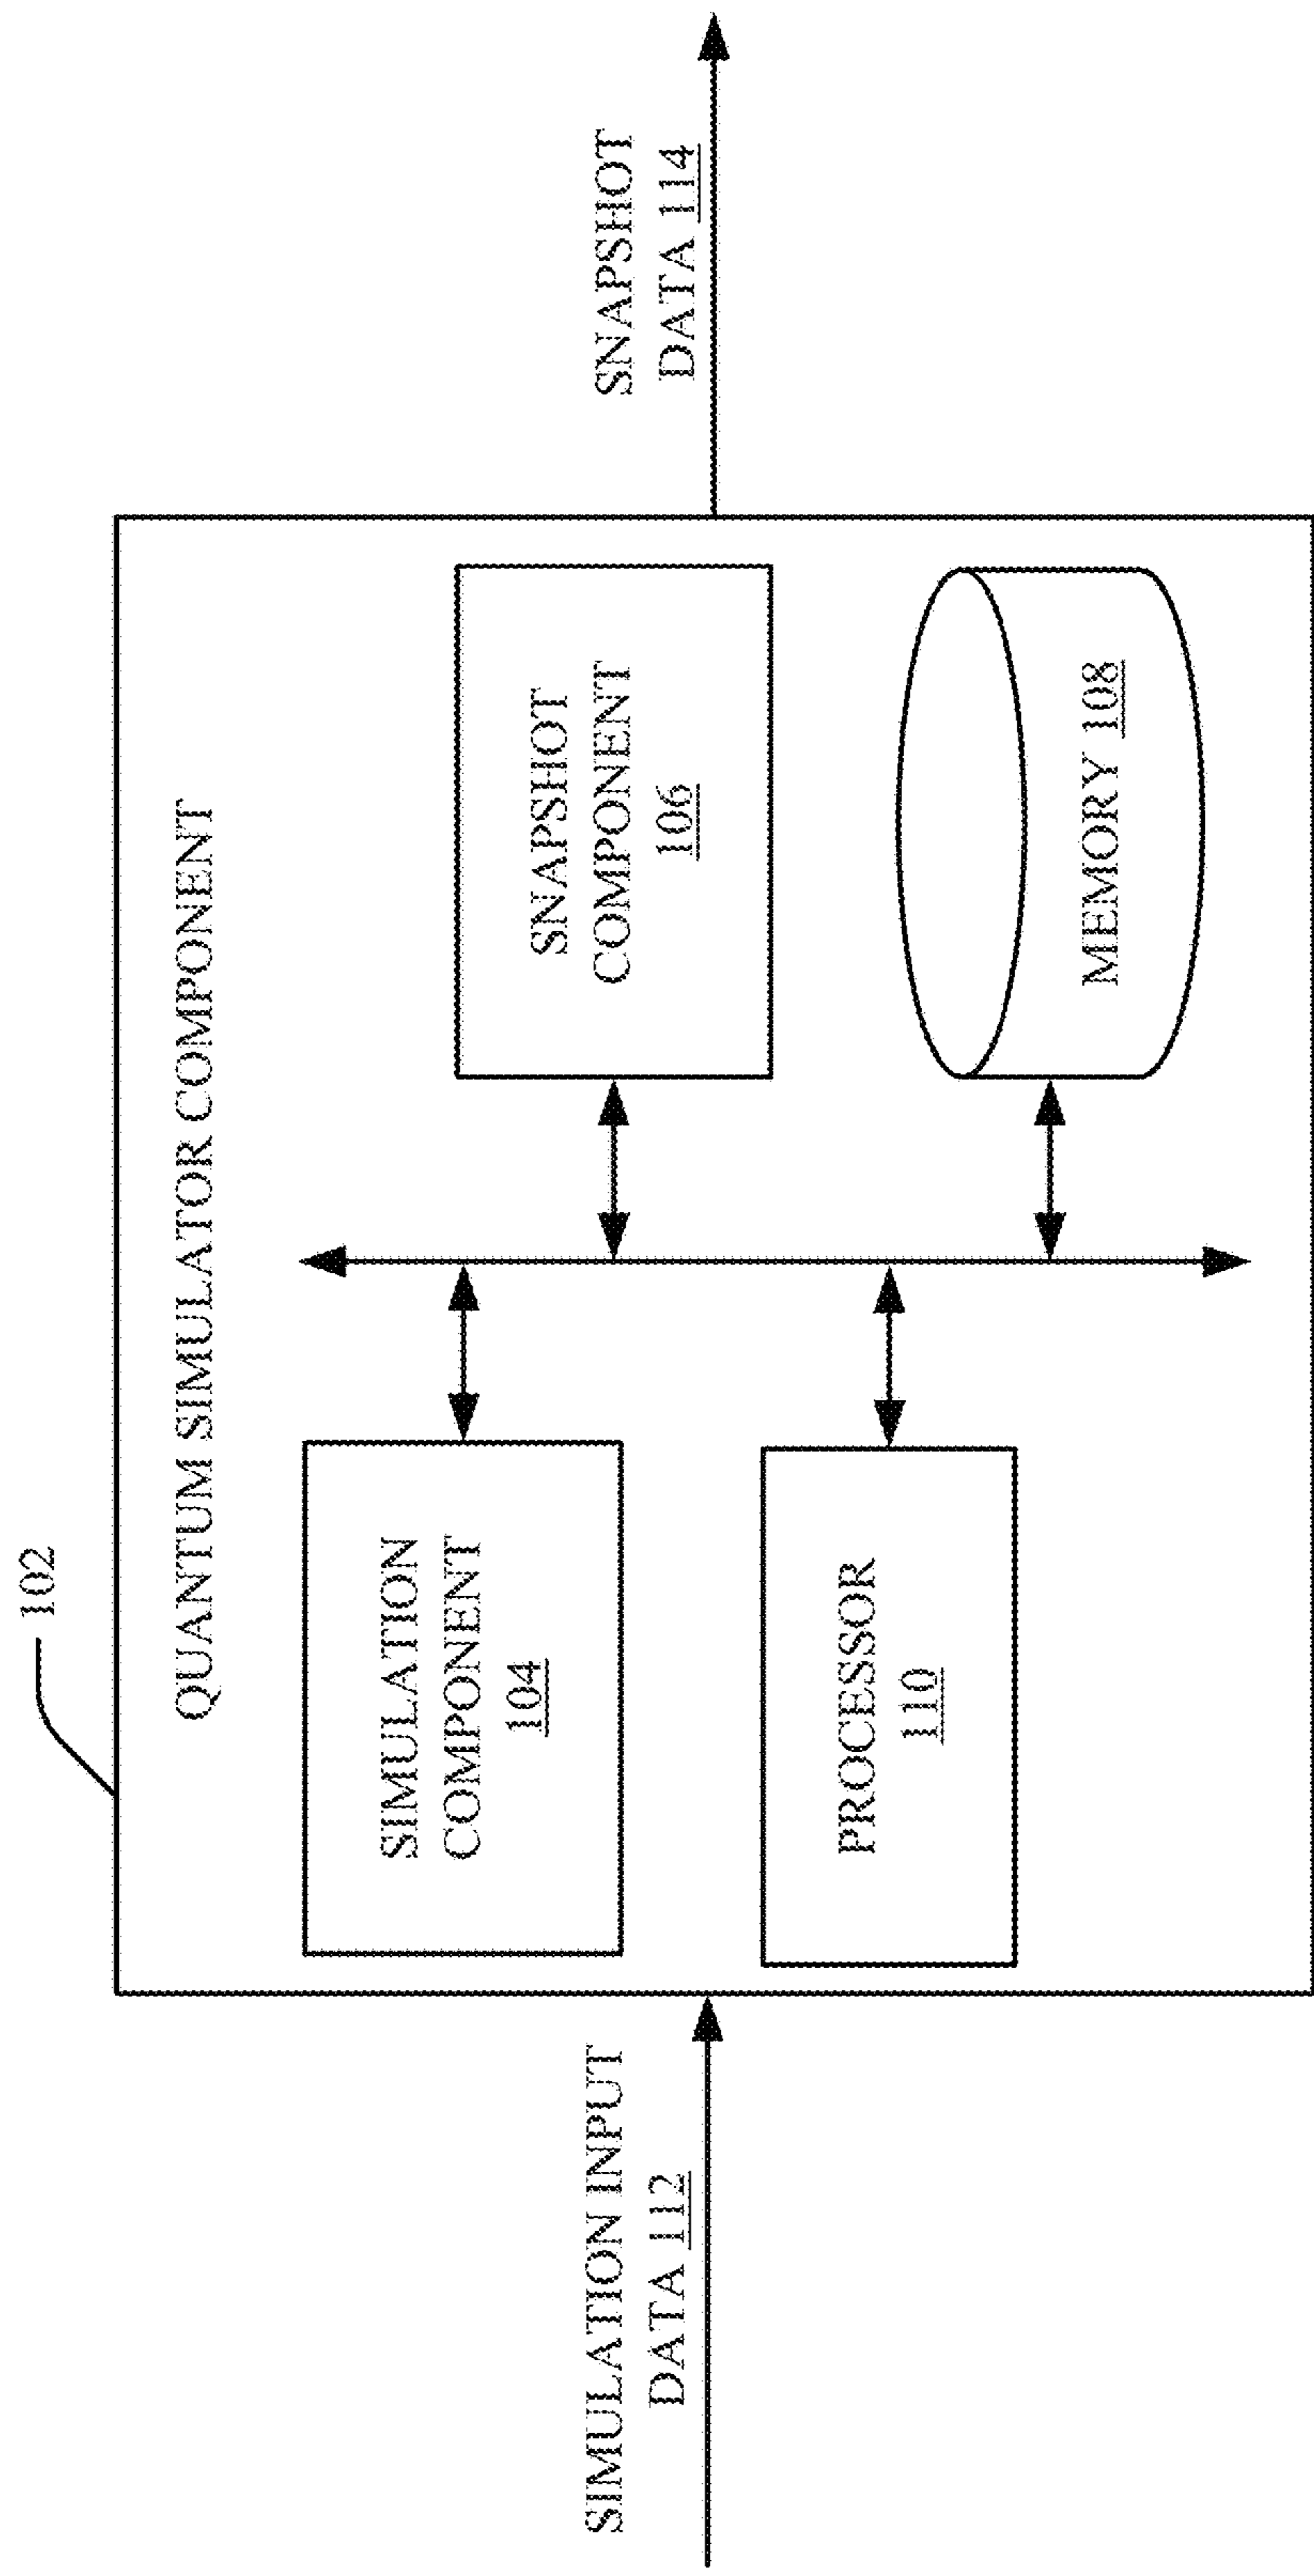 102
QUANTUM SIMULATOR COMPONENT
SIMULATION INPUT
DATA 112
SIMULATION
COMPONENT
104
SNAPSHOT
COMPONENT
106
PROCESSOR
110
MEMORY 108
SNAPSHOT
DATA 114